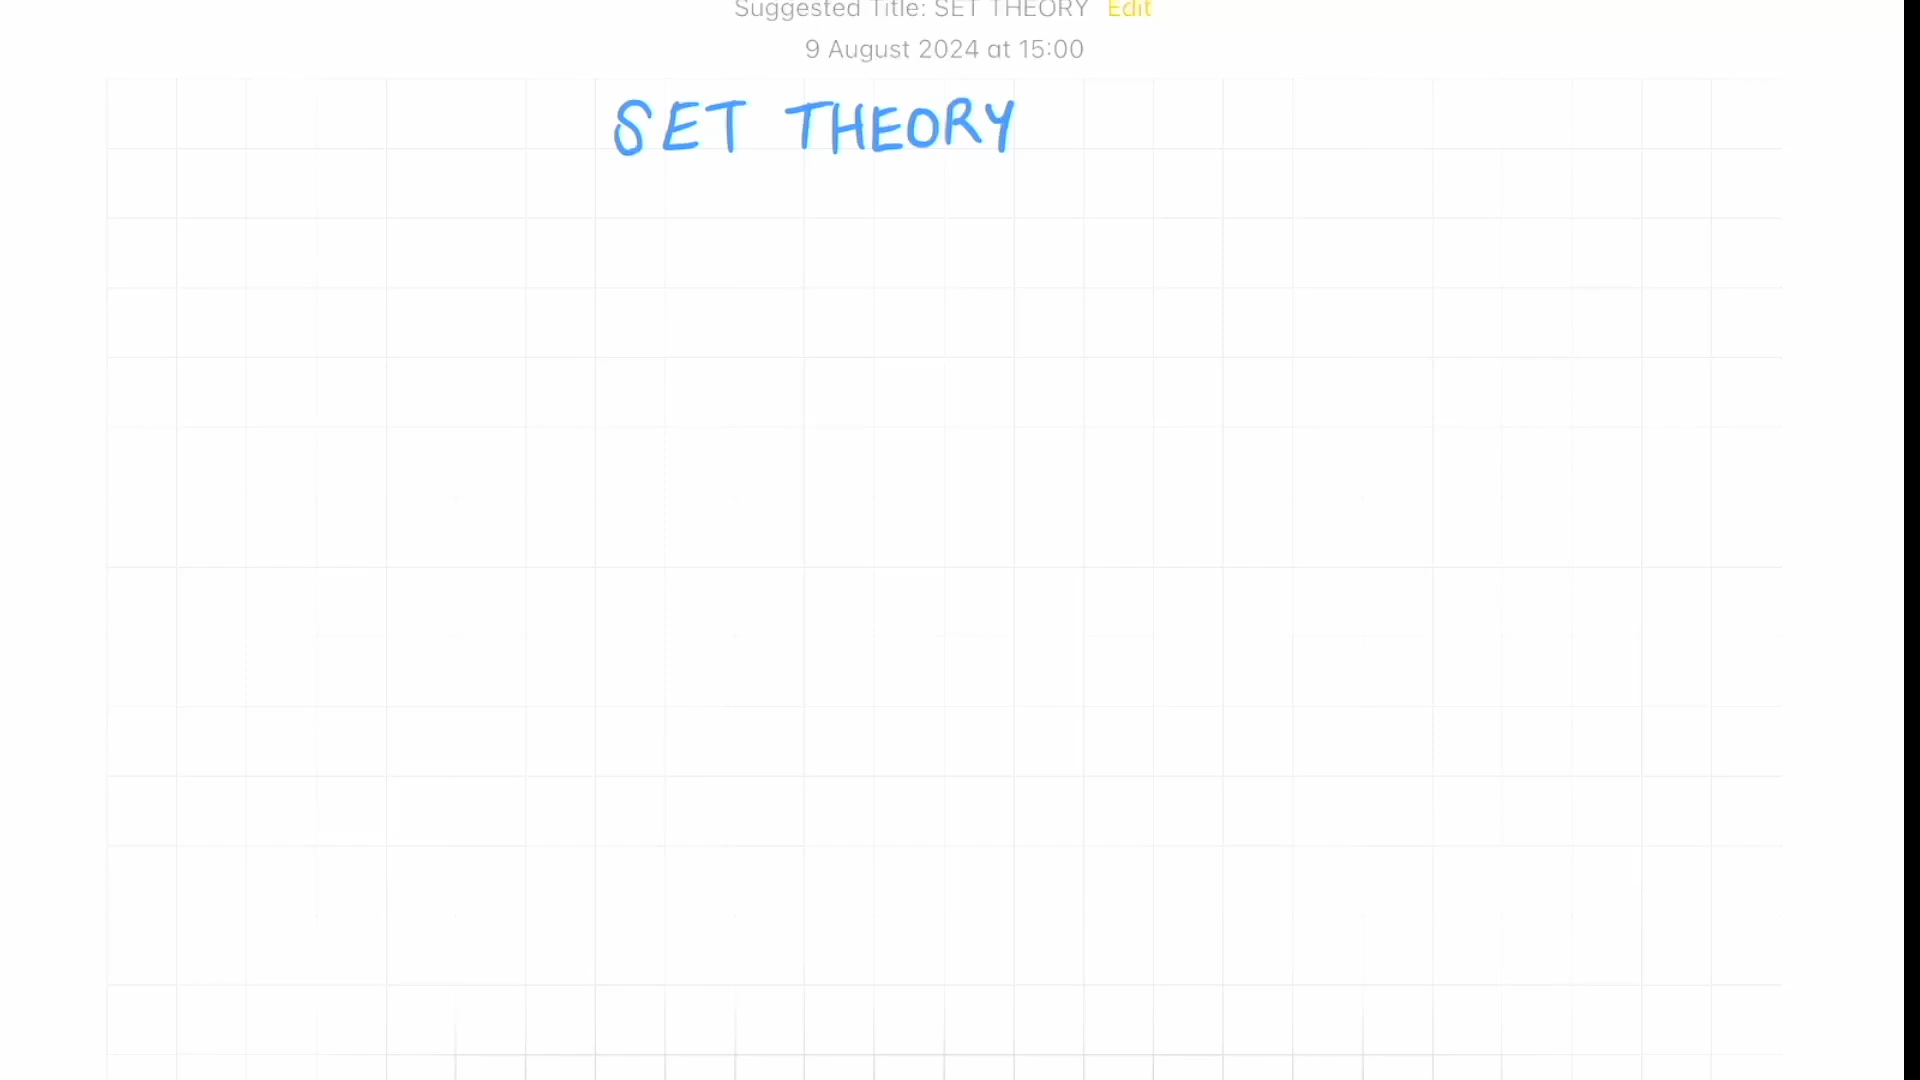 Suggested Title: SET THEORY Edit
9 August 2024 at 15:00
SET THEORY